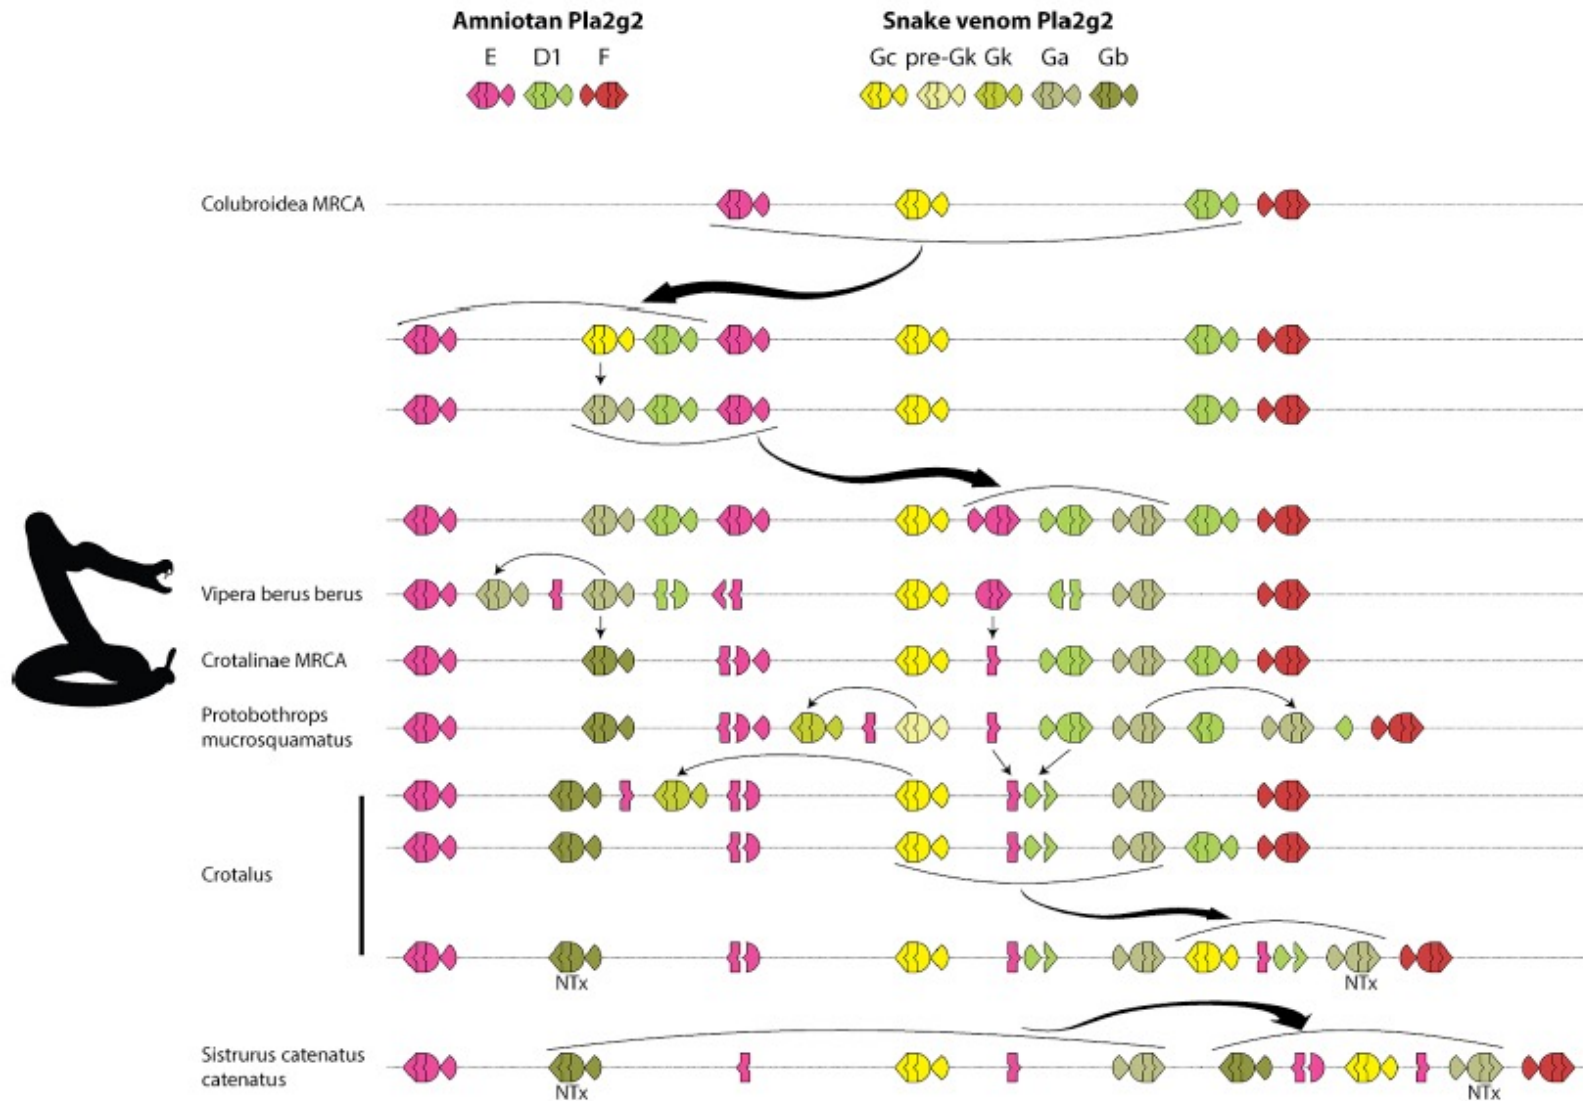 Amniotan Pla2g2
Snake venom Pla2g2
E D1 F
Gc pre-Gk Gk Ga Gb
Colubroidea MRCA
Vipera berus berus
Crotalinae MRCA
Protobothrops
mucrosquamatus
Crotalus
NTx
NTx
Sistrurus catenatus
catenatus
NTx
NTx